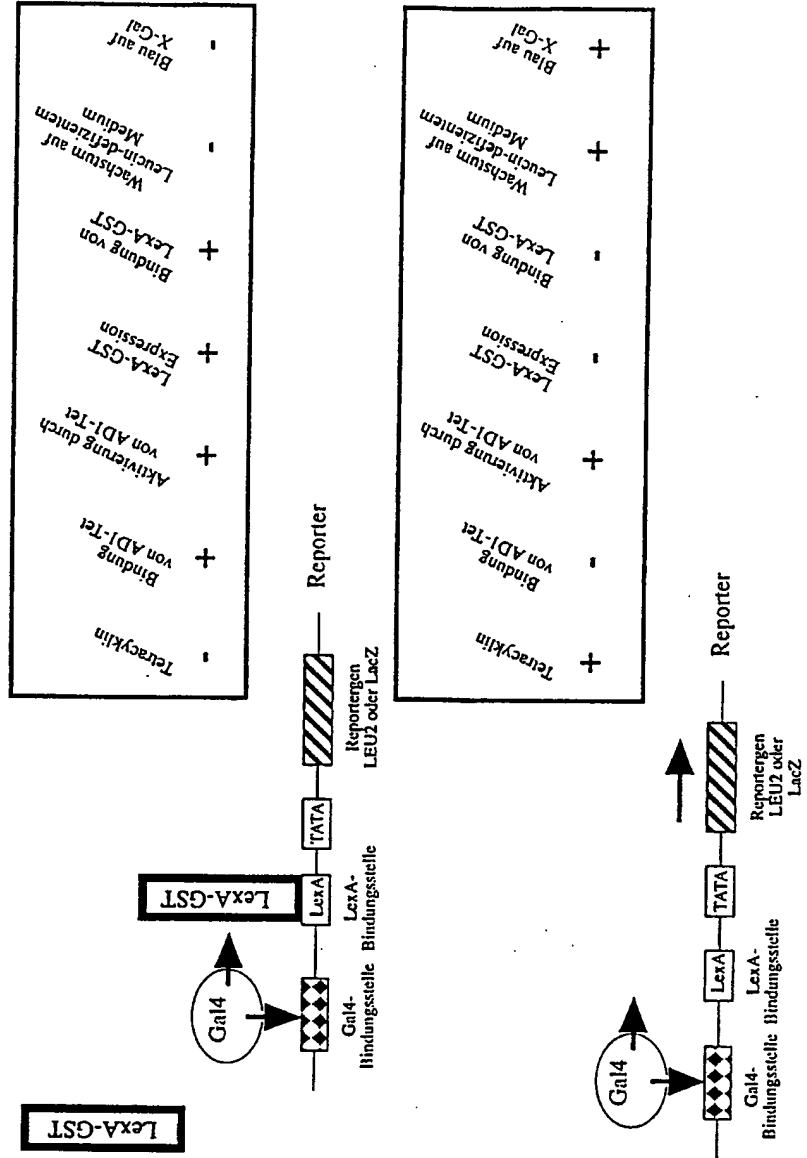 LexA-GST
Gal4
LexA-GST
LexA
TATA
Reporter
Gal4-
Bindungsstelle
LexA-
Bindungsstelle
Reportergen
LEU2 oder LacZ
Tetracyklin
Bindung
von AD1-Tet
Aktivierung durch
von AD1-Tet
LexA-GST
Expression
Bindung von
LexA-GST
Wachstum auf
Leucin-defizientem
Medium
Blau auf
X-Gal
- + + + + - -
Gal4
LexA
TATA
Reporter
Gal4-
Bindungsstelle
LexA-
Bindungsstelle
Reportergen
LEU2 oder
LacZ
Tetracyklin
Bindung
von AD1-Tet
Aktivierung durch
von AD1-Tet
LexA-GST
Expression
Bindung von
LexA-GST
Wachstum auf
Leucin-defizientem
Medium
Blau auf
X-Gal
+ - + - - + +